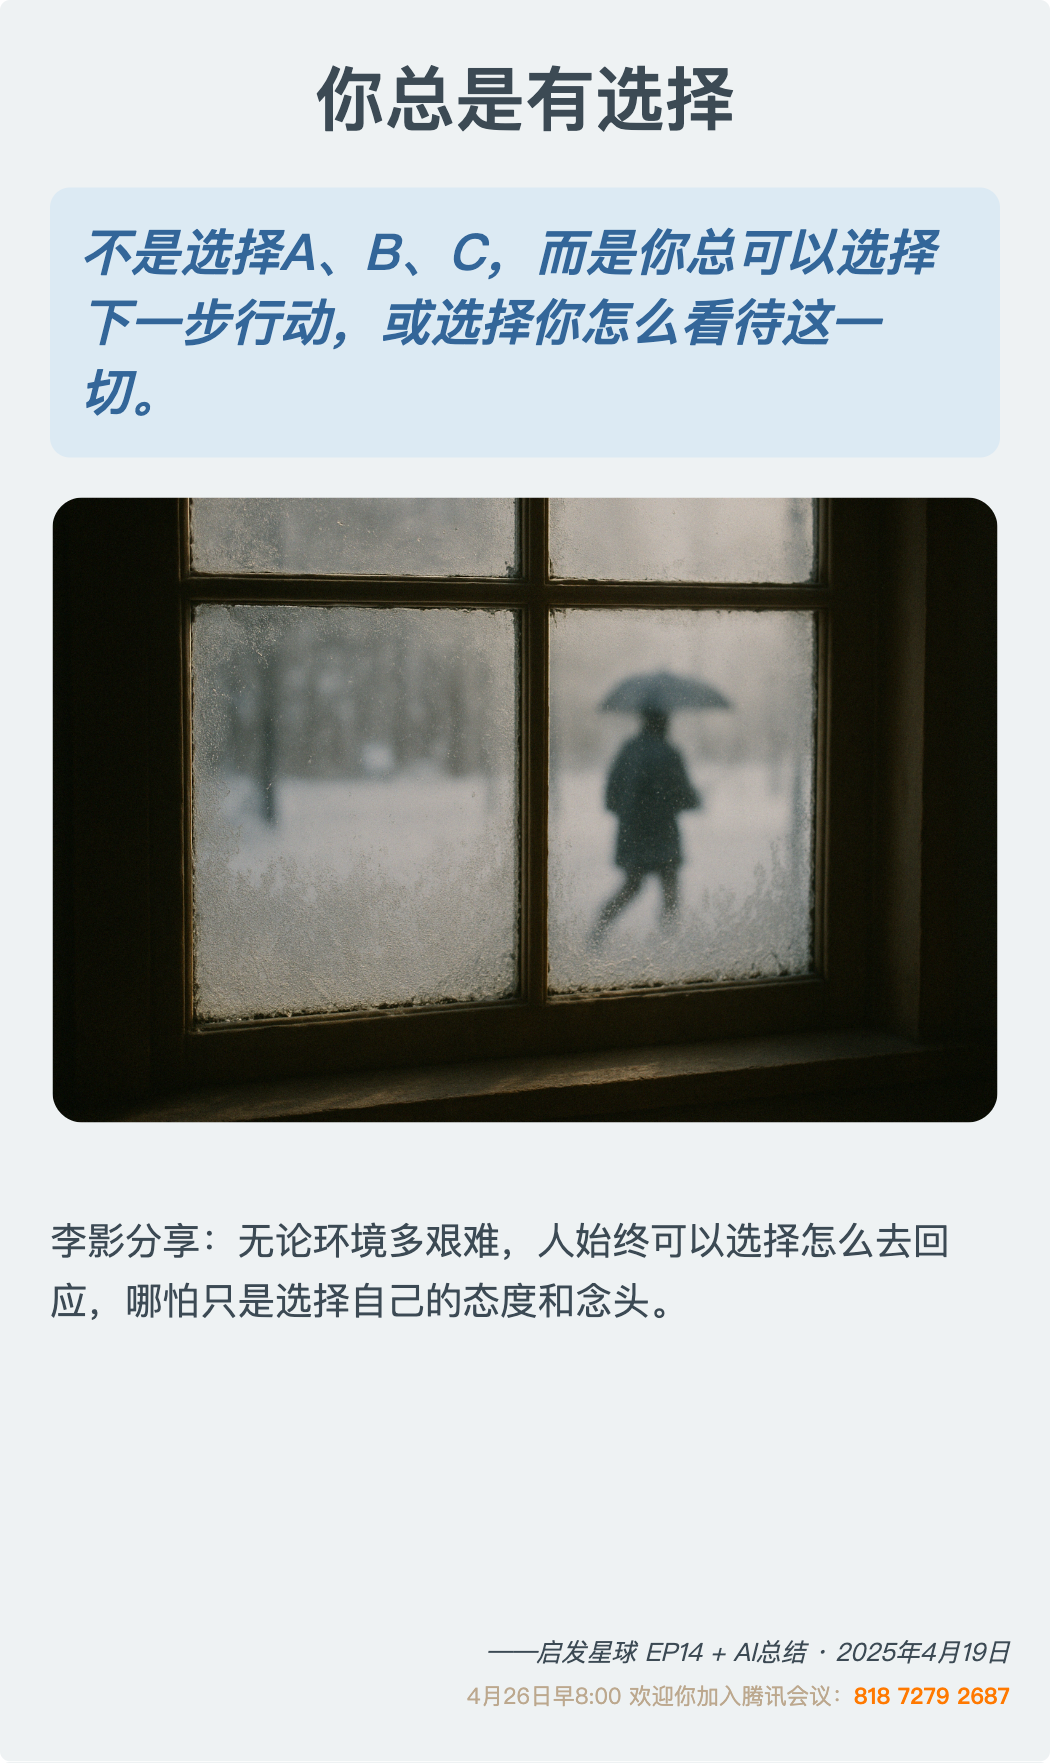 你总是有选择
不是选择A、B、C，而是你总可以选择
下一步行动，或选择你怎么看待这一
切。
李影分享：无论环境多艰难，人始终可以选择怎么去回
应，哪怕只是选择自己的态度和念头。
——启发星球 EP14 + AI总结 · 2025年4月19日
4月26日早8:00 欢迎你加入腾讯会议：818 7279 2687